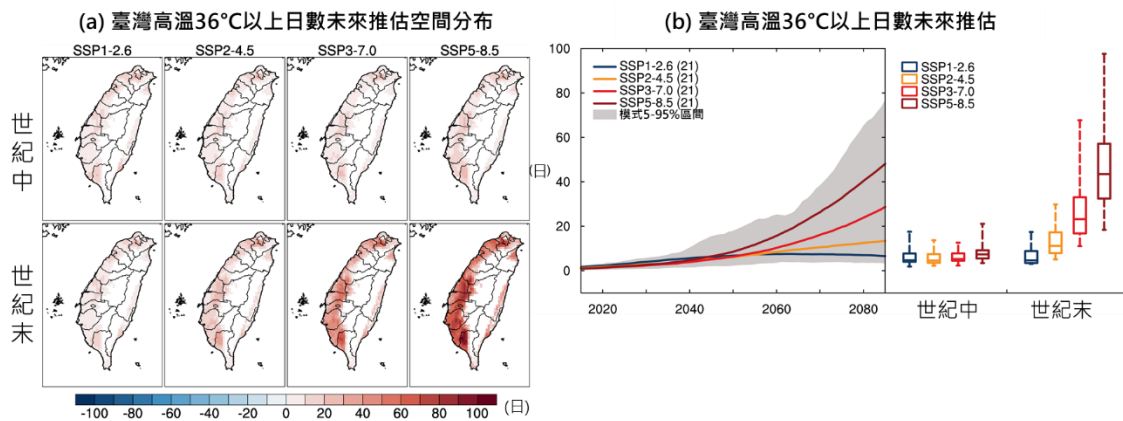 (a) 臺灣高溫36°C以上日數未來推估空間分布
SSP1-2.6 SSP2-4.5 SSP3-7.0 SSP5-8.5
世紀中
世紀末
-100 -80 -60 -40 -20 0 20 40 60 80 100 (日)
(b) 臺灣高溫36°C以上日數未來推估
100
80
60
40
20
0
(日)
SSP1-2.6 (21)
SSP2-4.5 (21)
SSP3-7.0 (21)
SSP5-8.5 (21)
模式5-95%區間
2020 2040 2060 2080
SSP1-2.6
SSP2-4.5
SSP3-7.0
SSP5-8.5
世紀中 世紀末